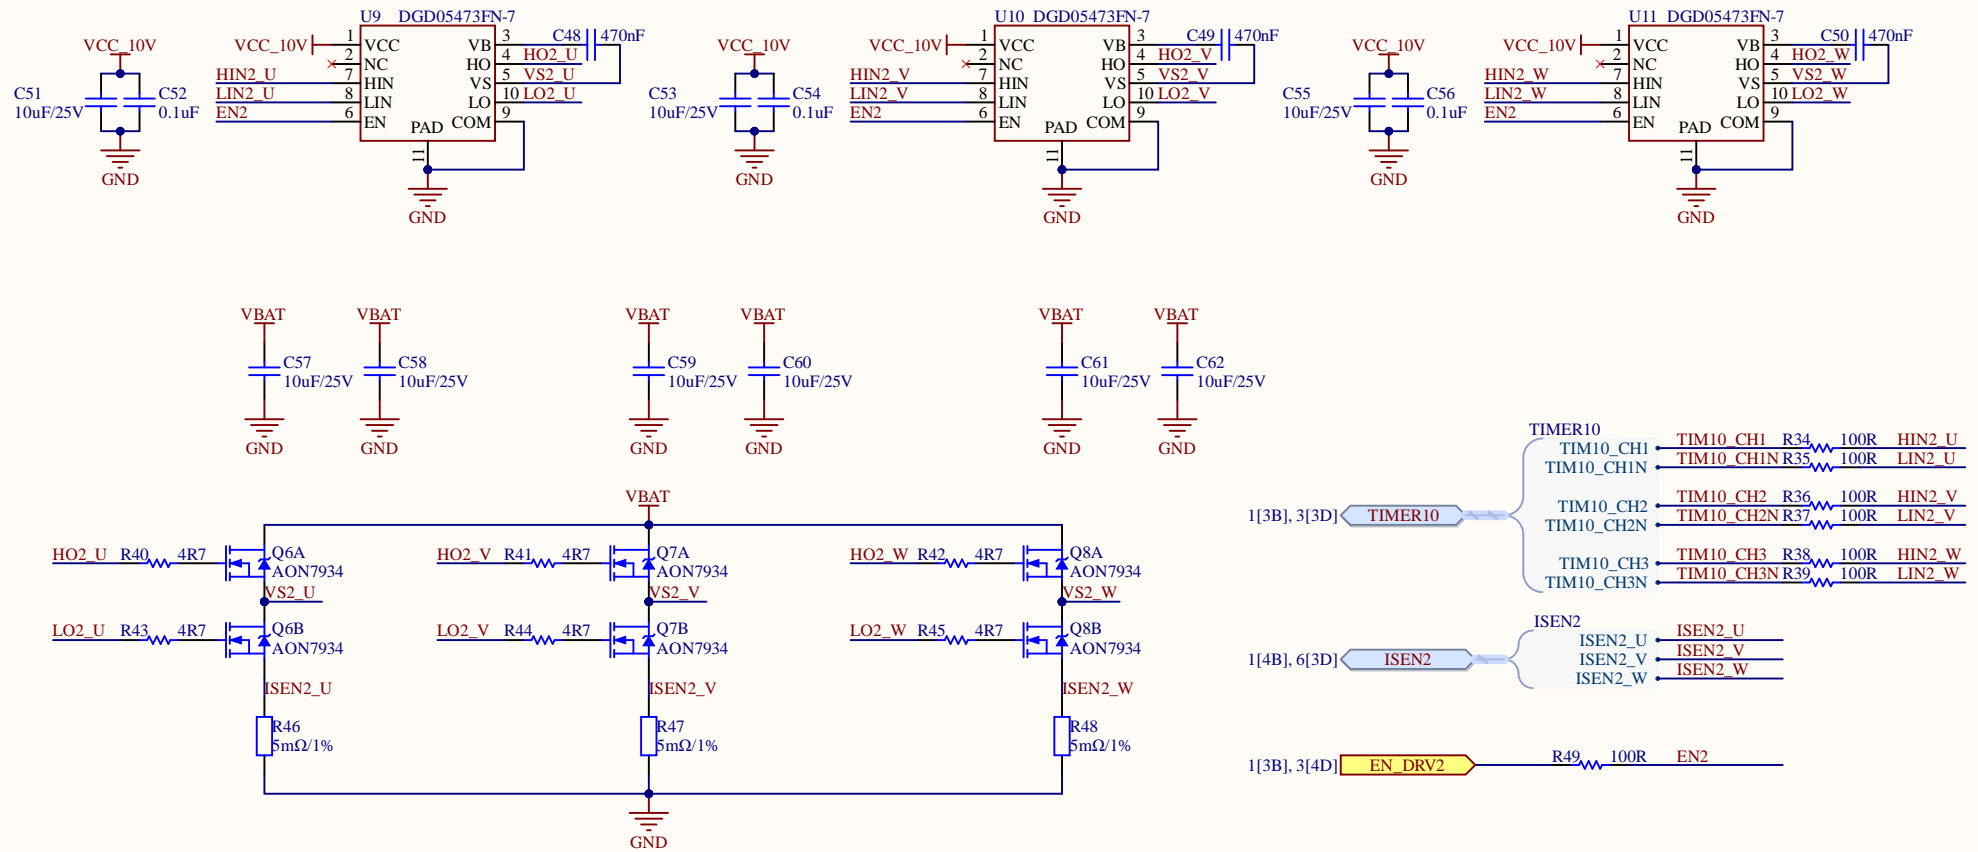 U9 DGD05473FN-7
VCC_10V
C51
10uF/25V
C52
0.1uF
GND
VCC_10V
HIN2_U
LIN2_U
EN2
1 VCC
2 NC
7 HIN
8 LIN
6 EN
VB 3
HO 4
VS 5
LO 10
COM 9
PAD
11
C48 470nF
HO2_U
VS2_U
LO2_U
GND
U10 DGD05473FN-7
VCC_10V
C53
10uF/25V
C54
0.1uF
GND
VCC_10V
HIN2_V
LIN2_V
EN2
1 VCC
2 NC
7 HIN
8 LIN
6 EN
VB 3
HO 4
VS 5
LO 10
COM 9
PAD
11
C49 470nF
HO2_V
VS2_V
LO2_V
GND
U11 DGD05473FN-7
VCC_10V
C55
10uF/25V
C56
0.1uF
GND
VCC_10V
HIN2_W
LIN2_W
EN2
1 VCC
2 NC
7 HIN
8 LIN
6 EN
VB 3
HO 4
VS 5
LO 10
COM 9
PAD
11
C50 470nF
HO2_W
VS2_W
LO2_W
GND
VBAT
C57
10uF/25V
GND
VBAT
C58
10uF/25V
GND
VBAT
C59
10uF/25V
GND
VBAT
C60
10uF/25V
GND
VBAT
C61
10uF/25V
GND
VBAT
C62
10uF/25V
GND
VBAT
HO2_U R40 4R7
Q6A
AON7934
VS2_U
LO2_U R43 4R7
Q6B
AON7934
ISEN2_U
R46
5mΩ/1%
HO2_V R41 4R7
Q7A
AON7934
VS2_V
LO2_V R44 4R7
Q7B
AON7934
ISEN2_V
R47
5mΩ/1%
HO2_W R42 4R7
Q8A
AON7934
VS2_W
LO2_W R45 4R7
Q8B
AON7934
ISEN2_W
R48
5mΩ/1%
GND
TIMER10
1[3B], 3[3D] TIMER10
TIM10_CH1 TIM10_CH1 R34 100R HIN2_U
TIM10_CH1N TIM10_CH1N R35 100R LIN2_U
TIM10_CH2 TIM10_CH2 R36 100R HIN2_V
TIM10_CH2N TIM10_CH2N R37 100R LIN2_V
TIM10_CH3 TIM10_CH3 R38 100R HIN2_W
TIM10_CH3N TIM10_CH3N R39 100R LIN2_W
ISEN2
1[4B], 6[3D] ISEN2
ISEN2_U ISEN2_U
ISEN2_V ISEN2_V
ISEN2_W ISEN2_W
1[3B], 3[4D] EN_DRV2 R49 100R EN2